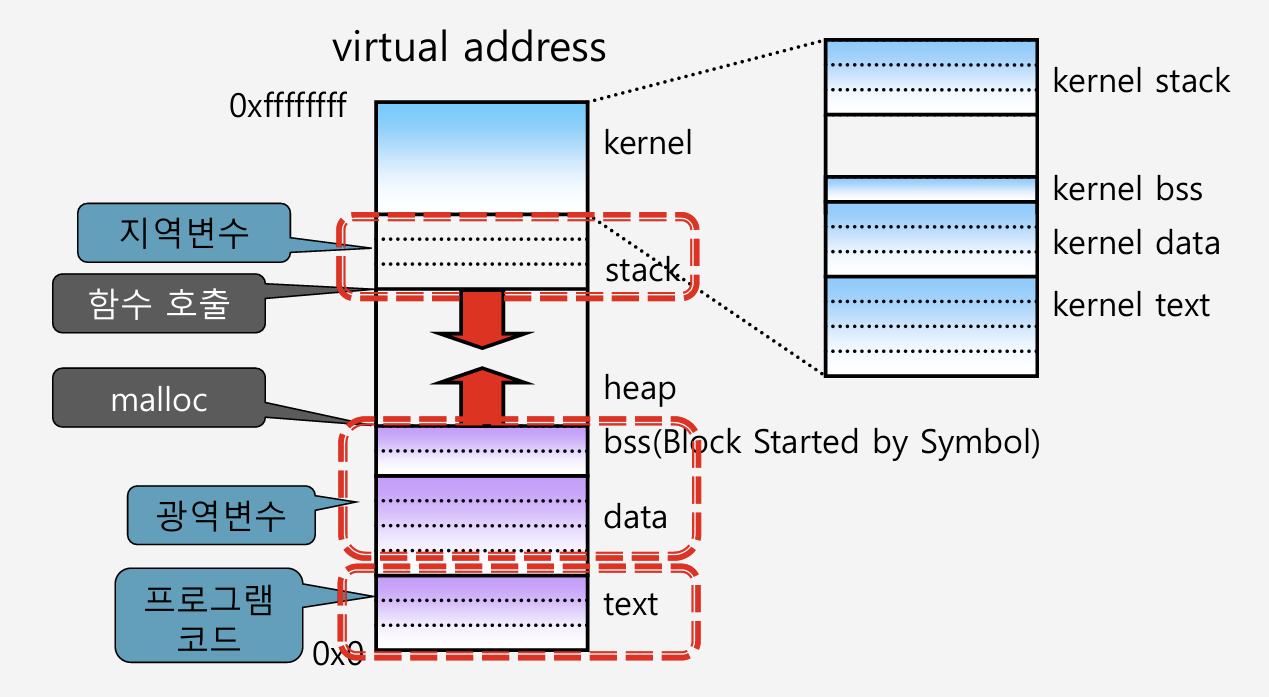 virtual address
0xffffffff
kernel
지역변수
stack
함수 호출
malloc
heap
bss(Block Started by Symbol)
광역변수
data
프로그램
코드
text
0x0
kernel stack
kernel bss
kernel data
kernel text